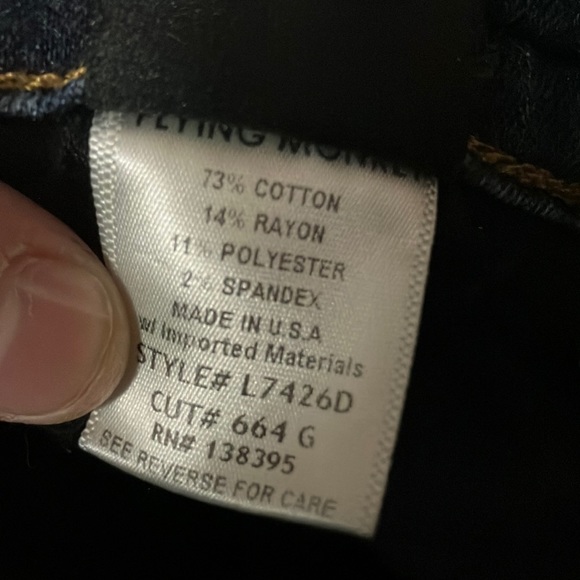 FLYING MONKEY
73% COTTON
14% RAYON
11% POLYESTER
2% SPANDEX
MADE IN U.S.A
w/ Imported Materials
STYLE# L7426D
CUT# 664 G
RN# 138395
SEE REVERSE FOR CARE